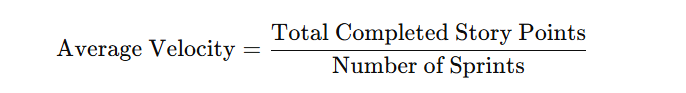 Average Velocity = Total Completed Story Points
Number of Sprints